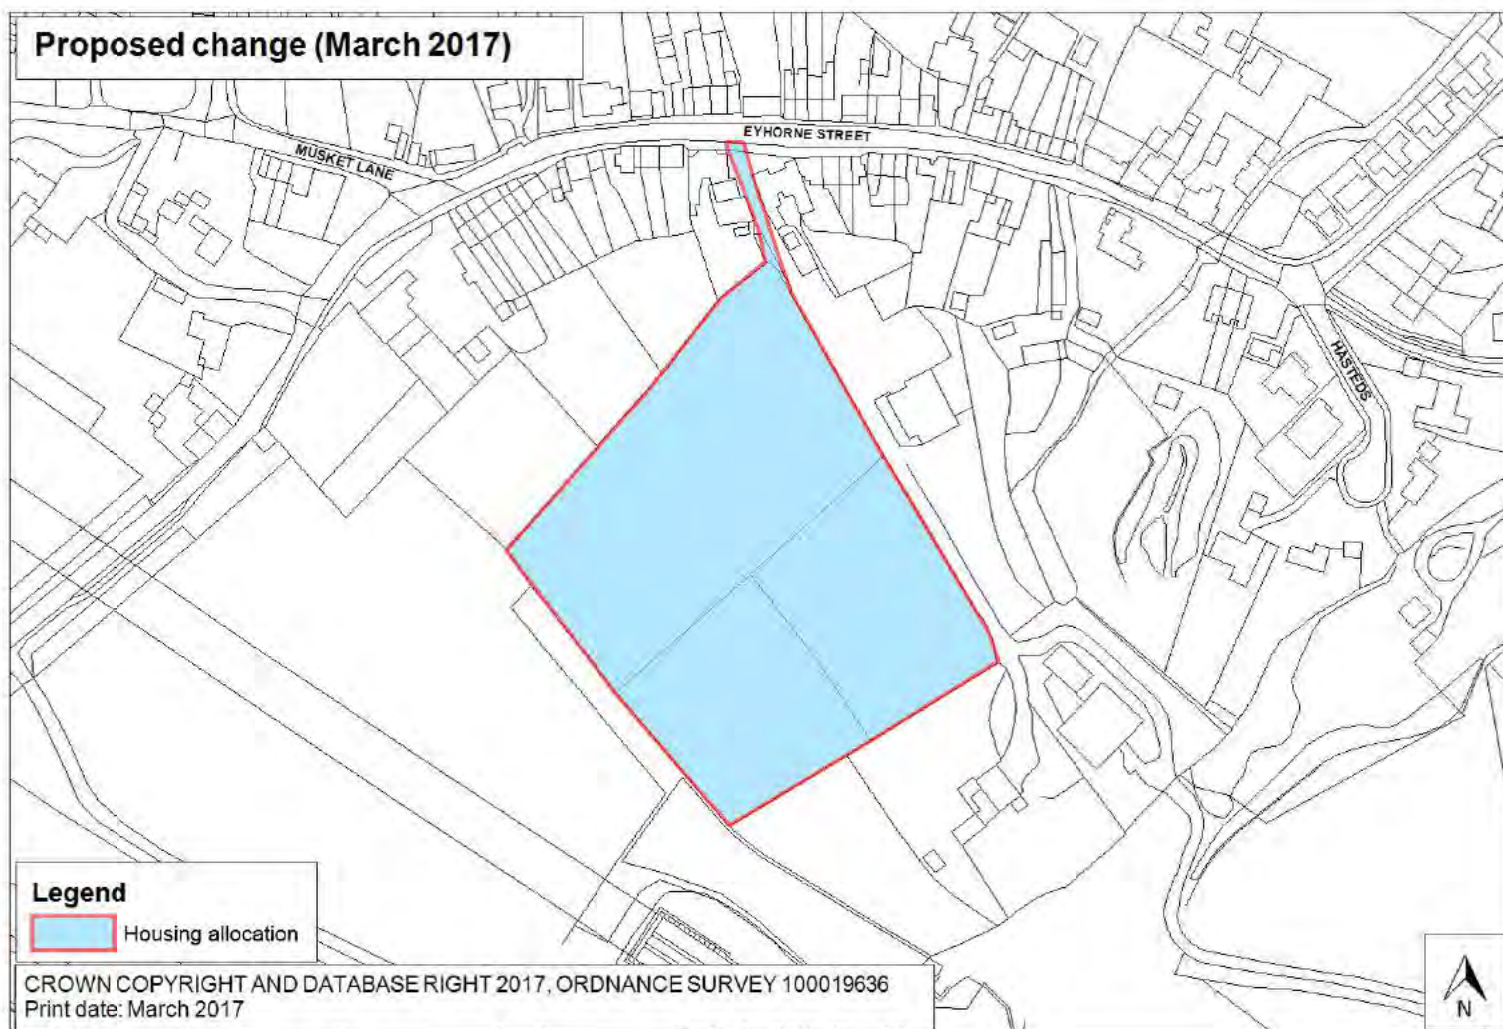 Proposed change (March 2017)
EYHORNE STREET
MUSKET LANE
HASTEDS
Legend
Housing allocation
CROWN COPYRIGHT AND DATABASE RIGHT 2017, ORDNANCE SURVEY 100019636
Print date: March 2017
N